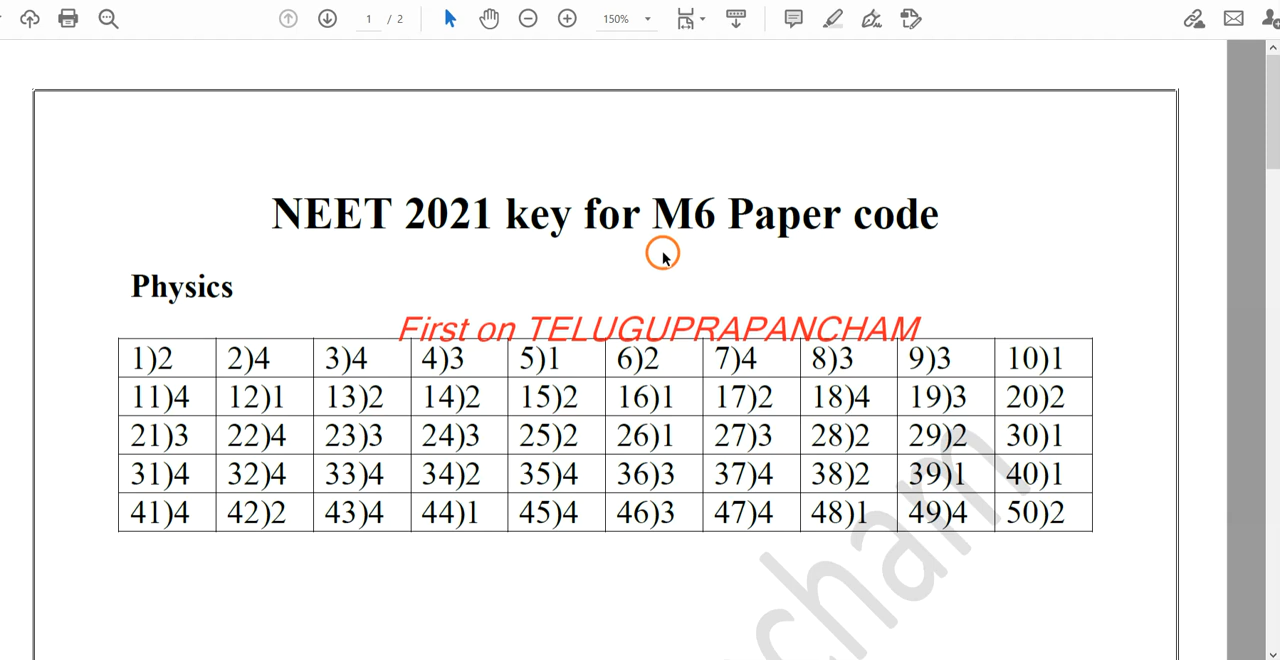 1 / 2 150%
NEET 2021 key for M6 Paper code
Physics
First on TELUGUPRAPANCHAM
1)2 2)4 3)4 4)3 5)1 6)2 7)4 8)3 9)3 10)1
11)4 12)1 13)2 14)2 15)2 16)1 17)2 18)4 19)3 20)2
21)3 22)4 23)3 24)3 25)2 26)1 27)3 28)2 29)2 30)1
31)4 32)4 33)4 34)2 35)4 36)3 37)4 38)2 39)1 40)1
41)4 42)2 43)4 44)1 45)4 46)3 47)4 48)1 49)4 50)2
cham